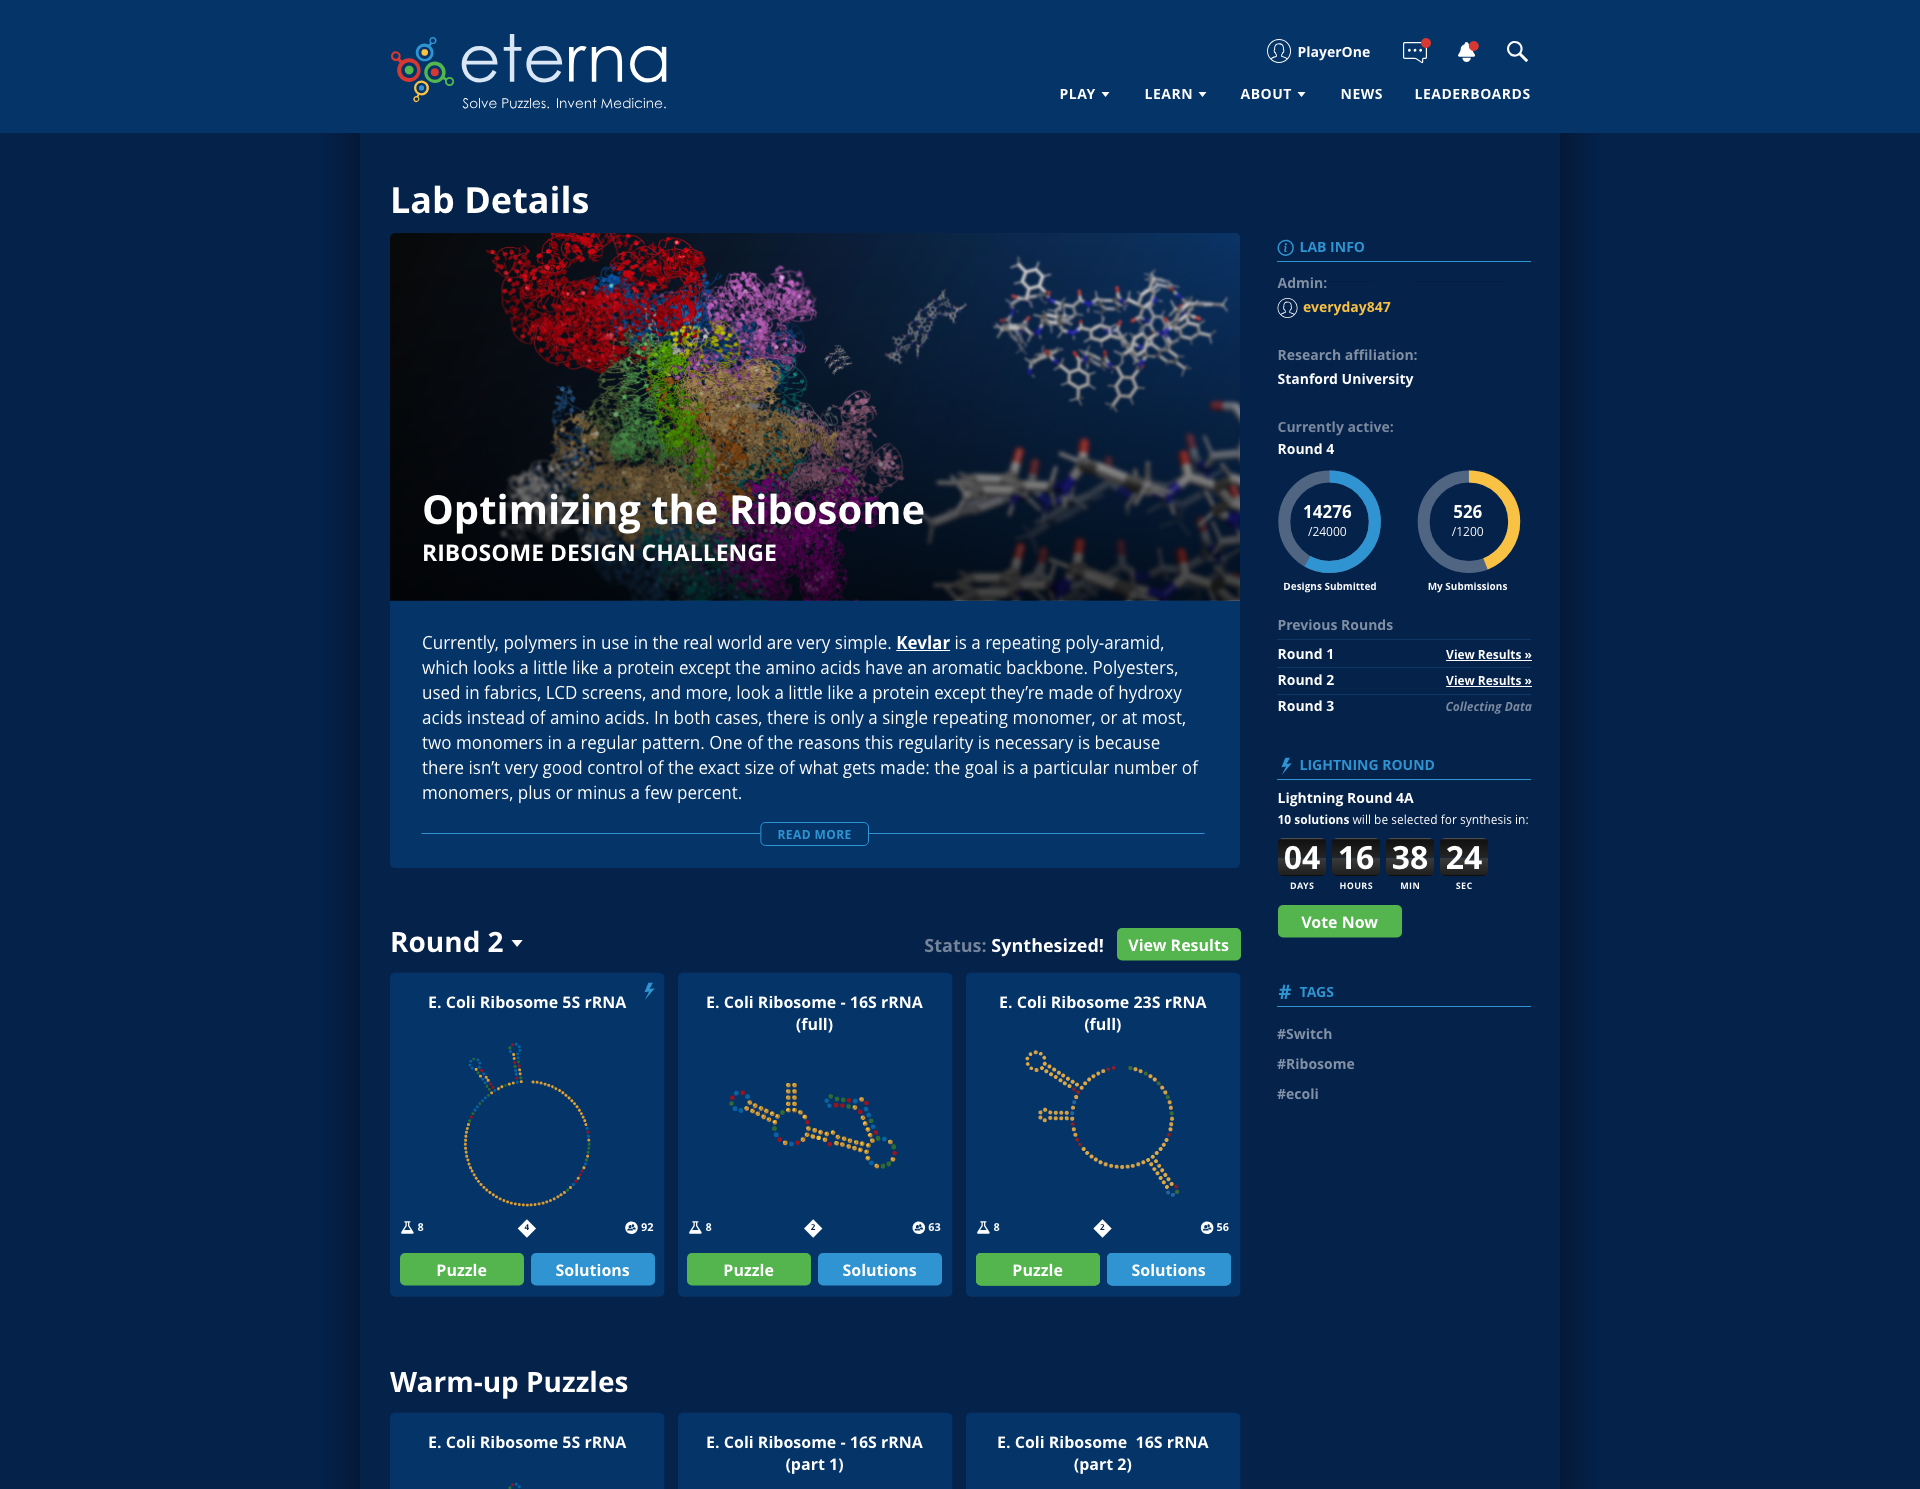 eterna
Solve Puzzles. Invent Medicine.
PlayerOne
PLAY LEARN ABOUT NEWS LEADERBOARDS
Lab Details
Optimizing the Ribosome
RIBOSOME DESIGN CHALLENGE
Currently, polymers in use in the real world are very simple. Kevlar is a repeating poly-aramid,
which looks a little like a protein except the amino acids have an aromatic backbone. Polyesters,
used in fabrics, LCD screens, and more, look a little like a protein except they’re made of hydroxy
acids instead of amino acids. In both cases, there is only a single repeating monomer, or at most,
two monomers in a regular pattern. One of the reasons this regularity is necessary is because
there isn’t very good control of the exact size of what gets made: the goal is a particular number of
monomers, plus or minus a few percent.
READ MORE
LAB INFO
Admin:
everyday847
Research affiliation:
Stanford University
Currently active:
Round 4
14276
/24000
Designs Submitted
526
/1200
My Submissions
Previous Rounds
Round 1 View Results »
Round 2 View Results »
Round 3 Collecting Data
LIGHTNING ROUND
Lightning Round 4A
10 solutions will be selected for synthesis in:
04 16 38 24
DAYS HOURS MIN SEC
Vote Now
# TAGS
#Switch
#Ribosome
#ecoli
Round 2
Status: Synthesized! View Results
E. Coli Ribosome 5S rRNA
8 4 92
Puzzle Solutions
E. Coli Ribosome - 16S rRNA
(full)
8 2 63
Puzzle Solutions
E. Coli Ribosome 23S rRNA
(full)
8 2 56
Puzzle Solutions
Warm-up Puzzles
E. Coli Ribosome 5S rRNA
E. Coli Ribosome - 16S rRNA
(part 1)
E. Coli Ribosome  16S rRNA
(part 2)